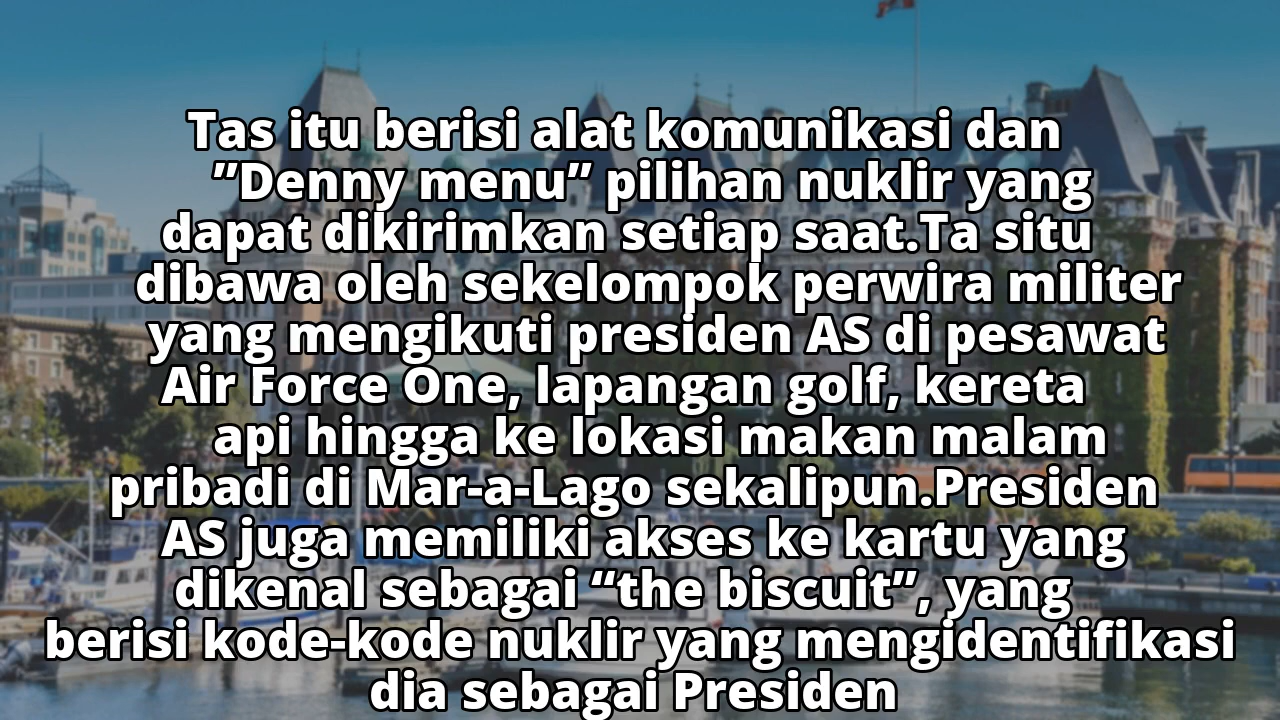 Tas itu berisi alat komunikasi dan
”Denny menu” pilihan nuklir yang
dapat dikirimkan setiap saat.Ta situ
dibawa oleh sekelompok perwira militer
yang mengikuti presiden AS di pesawat
Air Force One, lapangan golf, kereta
api hingga ke lokasi makan malam
pribadi di Mar-a-Lago sekalipun.Presiden
AS juga memiliki akses ke kartu yang
dikenal sebagai “the biscuit”, yang
berisi kode-kode nuklir yang mengidentifikasi
dia sebagai Presiden